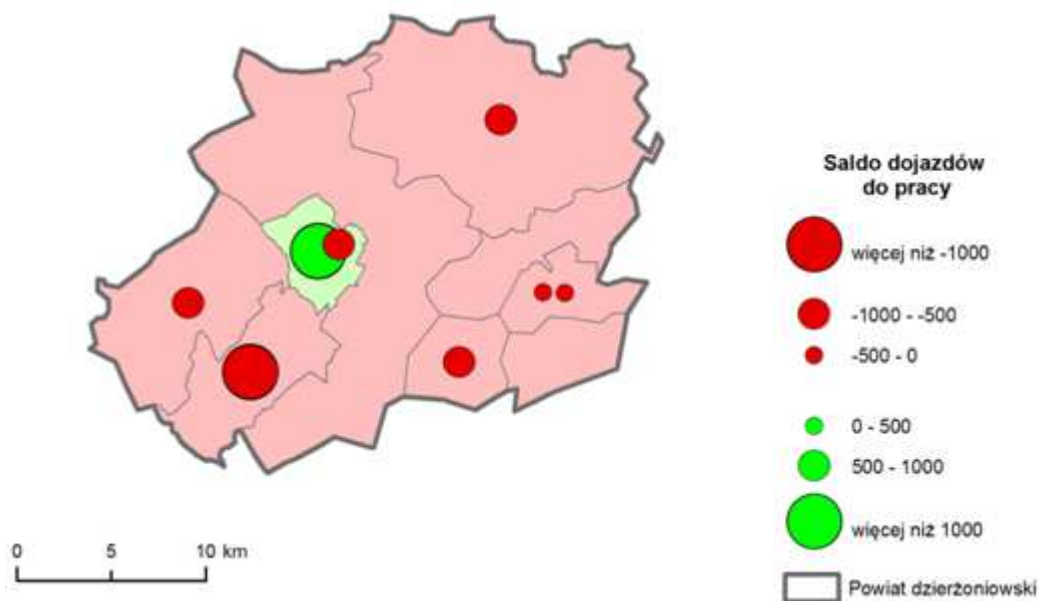 Saldo dojazdów
do pracy
więcej niż -1000
-1000 - -500
-500 - 0
0 - 500
500 - 1000
więcej niż 1000
Powiat dzierżoniowski
0 5 10 km